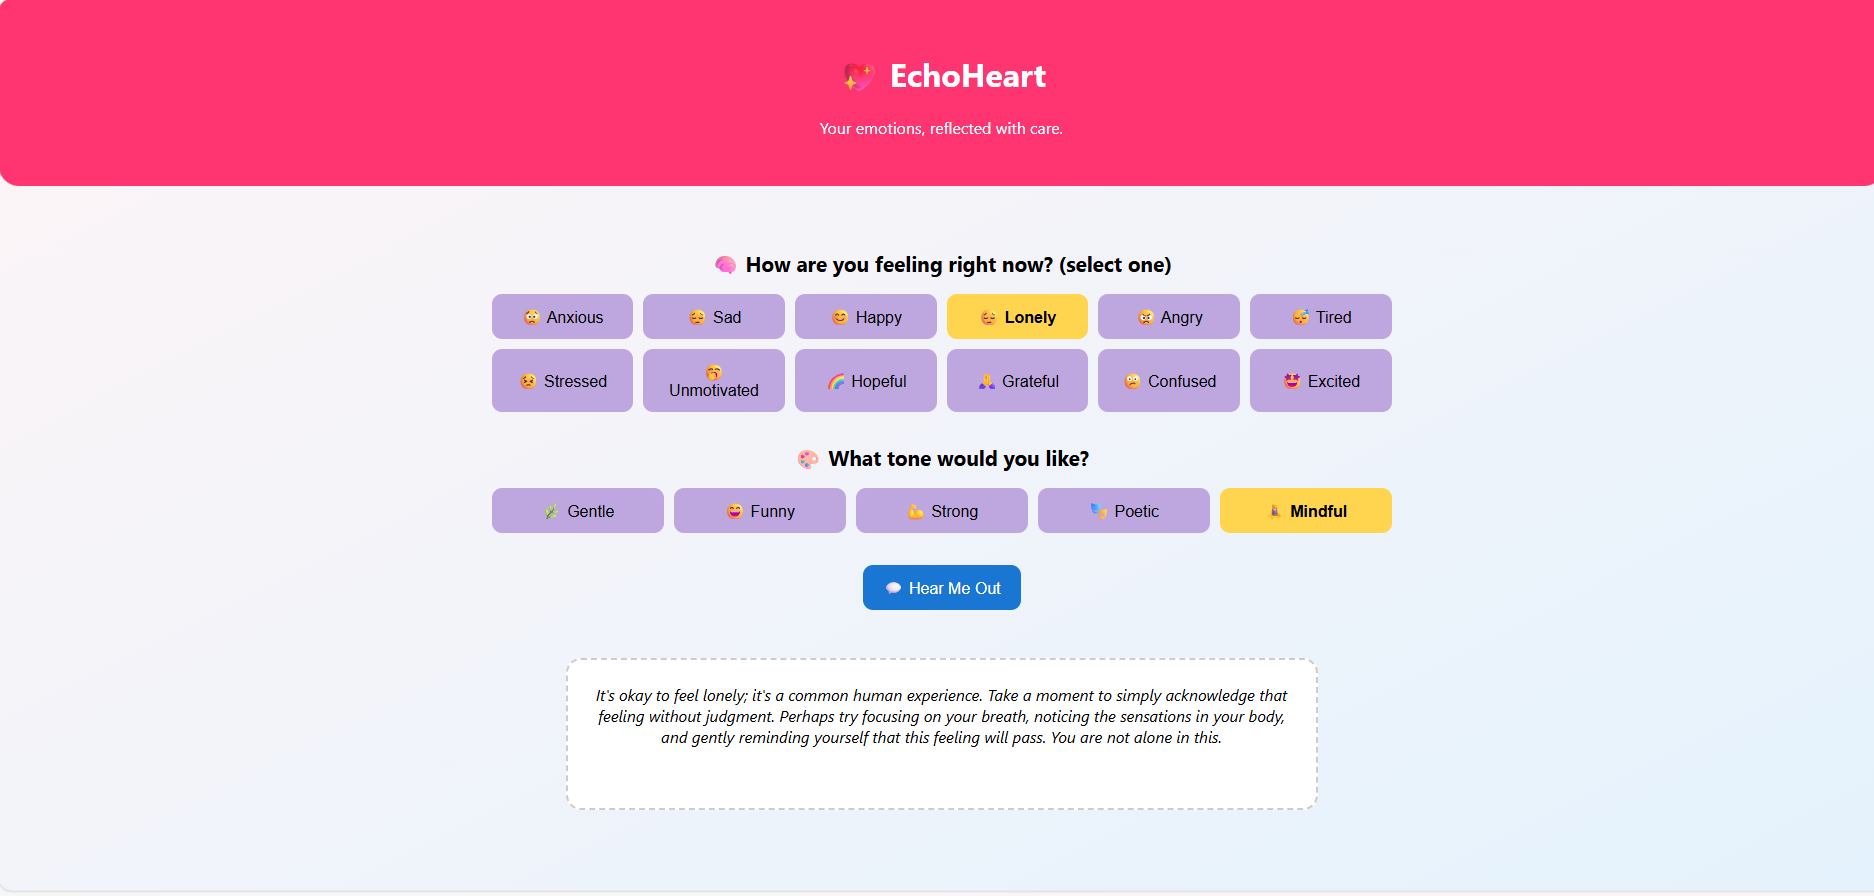 💖 EchoHeart
Your emotions, reflected with care.
🧠 How are you feeling right now? (select one)
😟 Anxious
😔 Sad
😊 Happy
😔 Lonely
😠 Angry
😴 Tired
😣 Stressed
🥱
Unmotivated
🌈 Hopeful
🙏 Grateful
😕 Confused
🤩 Excited
🎨 What tone would you like?
🌿 Gentle
😄 Funny
💪 Strong
🎭 Poetic
🧘 Mindful
💬 Hear Me Out
It's okay to feel lonely; it's a common human experience. Take a moment to simply acknowledge that
feeling without judgment. Perhaps try focusing on your breath, noticing the sensations in your body,
and gently reminding yourself that this feeling will pass. You are not alone in this.